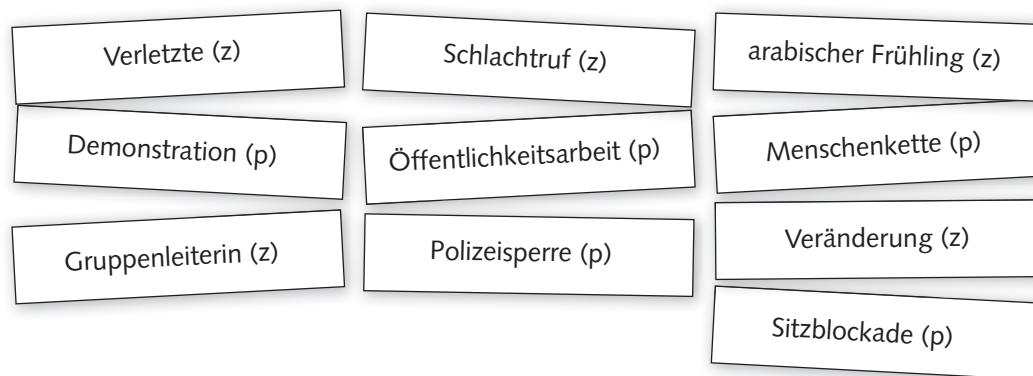 Verletzte (z)
Schlachtruf (z)
arabischer Frühling (z)
Demonstration (p)
Öffentlichkeitsarbeit (p)
Menschenkette (p)
Gruppenleiterin (z)
Polizeisperre (p)
Veränderung (z)
Sitzblockade (p)